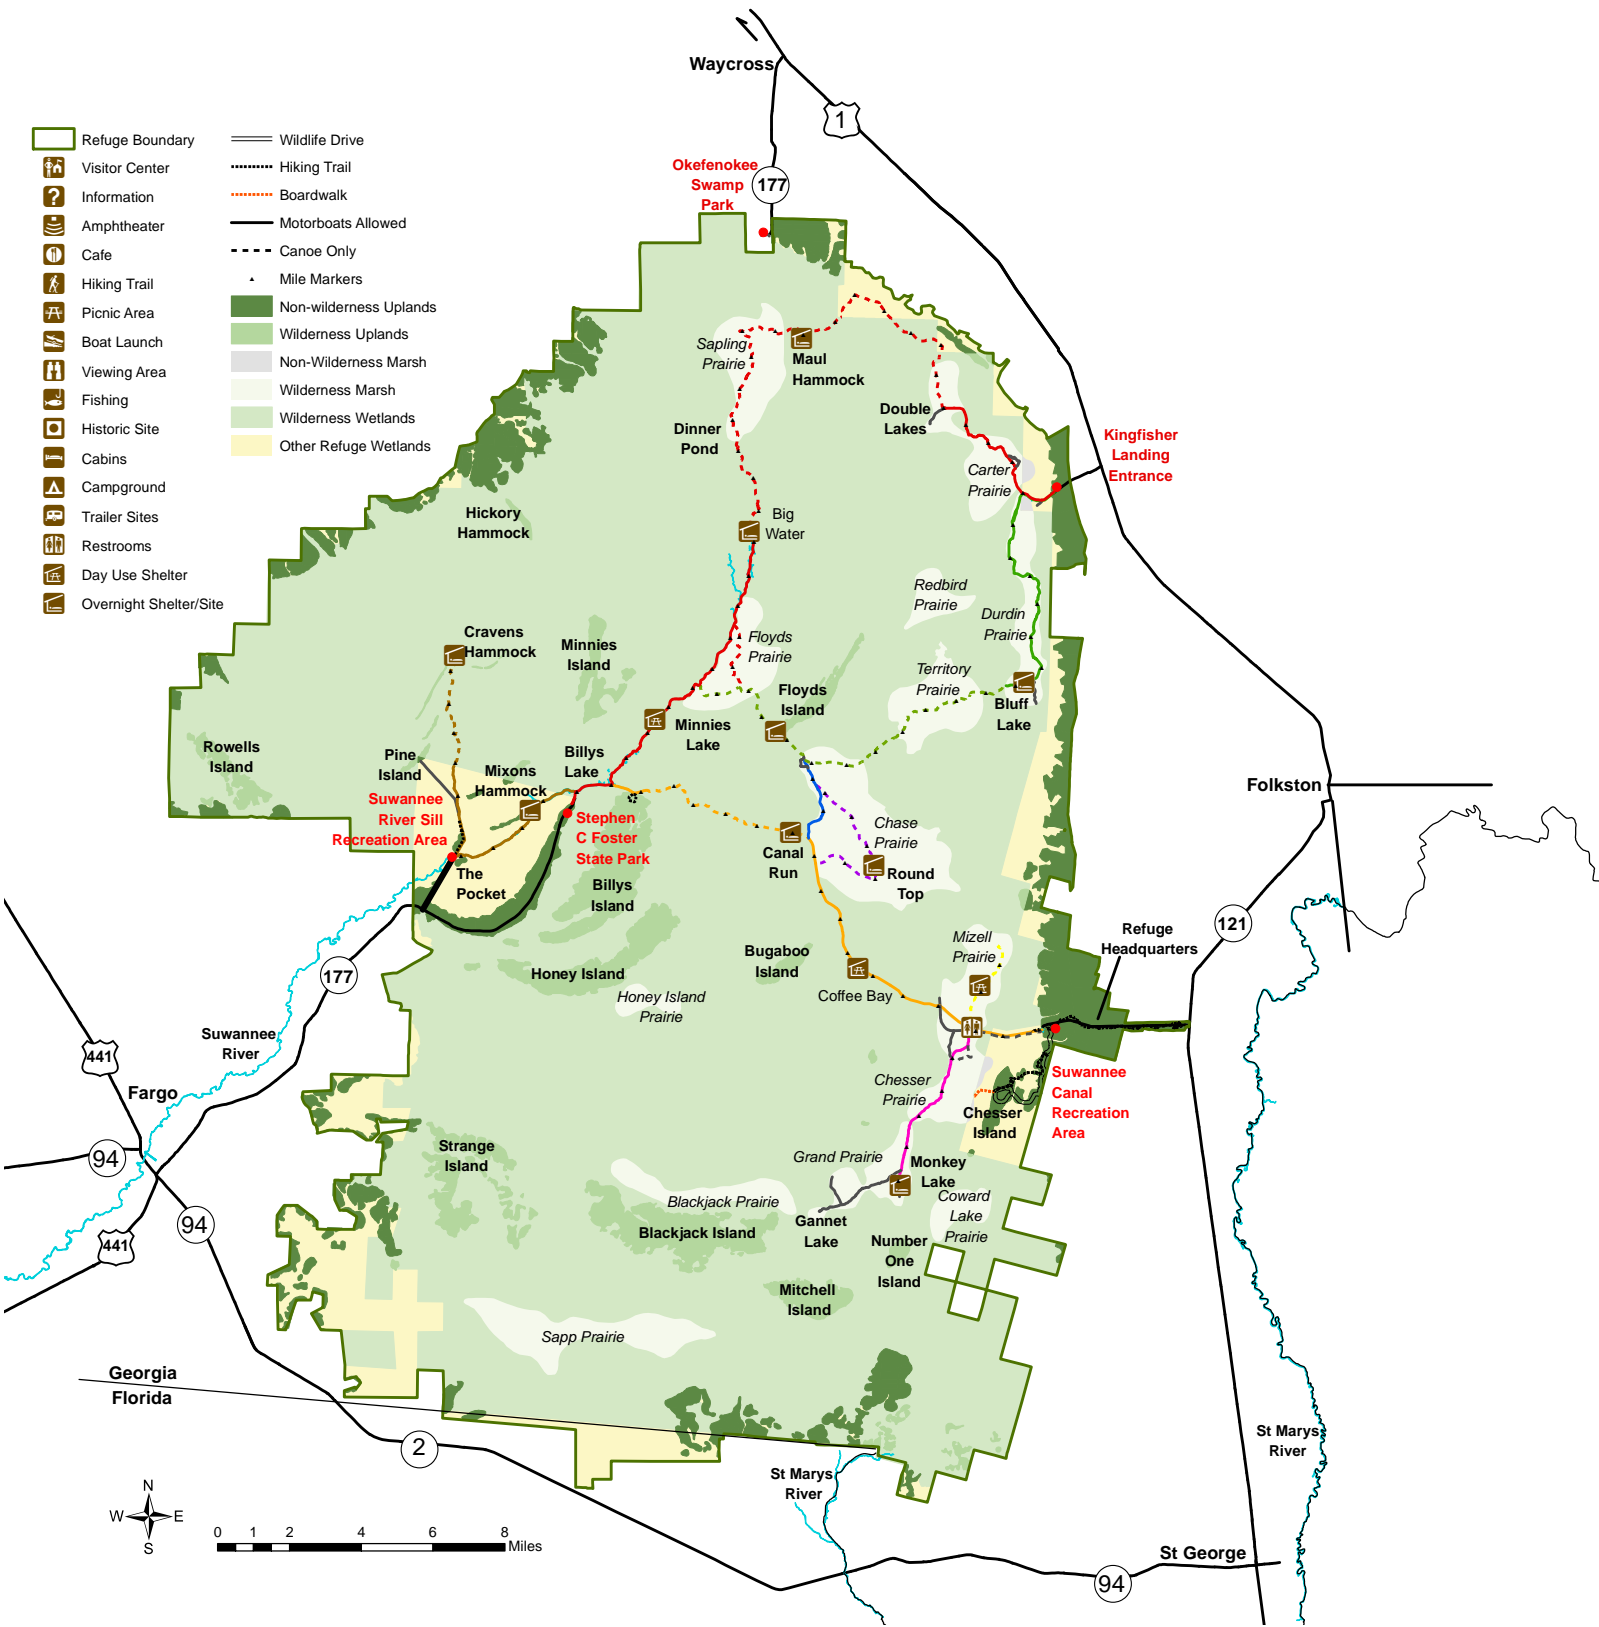 Waycross
1
Okefenokee
Swamp
Park
177
Refuge Boundary
Visitor Center
Information
Amphtheater
Cafe
Hiking Trail
Picnic Area
Boat Launch
Viewing Area
Fishing
Historic Site
Cabins
Campground
Trailer Sites
Restrooms
Day Use Shelter
Overnight Shelter/Site
Wildlife Drive
Hiking Trail
Boardwalk
Motorboats Allowed
Canoe Only
Mile Markers
Non-wilderness Uplands
Wilderness Uplands
Non-Wilderness Marsh
Wilderness Marsh
Wilderness Wetlands
Other Refuge Wetlands
?
Sapling
Prairie
Maul
Hammock
Double
Lakes
Dinner
Pond
Kingfisher
Landing
Entrance
Carter
Prairie
Hickory
Hammock
Big
Water
Redbird
Prairie
Durdin
Prairie
Cravens
Hammock
Minnies
Island
Floyds
Prairie
Territory
Prairie
Floyds
Island
Bluff
Lake
Minnies
Lake
Rowells
Island
Pine
Island
Billys
Lake
Mixons
Hammock
Suwannee
River Sill
Recreation Area
Stephen
C Foster
State Park
Folkston
Chase
Prairie
Canal
Run
Round
Top
The
Pocket
Billys
Island
121
Refuge
Headquarters
Mizell
Prairie
Bugaboo
Island
Honey Island
177
Coffee Bay
Honey Island
Prairie
Suwannee
River
441
Fargo
Chesser
Prairie
Suwannee
Canal
Recreation
Area
Chesser
Island
94
Strange
Island
Grand Prairie
Monkey
Lake
Blackjack Prairie
Coward
Lake
Prairie
94
441
Blackjack Island
Gannet
Lake
Number
One
Island
Mitchell
Island
Sapp Prairie
Georgia
Florida
2
St Marys
River
St Marys
River
N
W E
S
0 1 2 4 6 8
Miles
St George
94